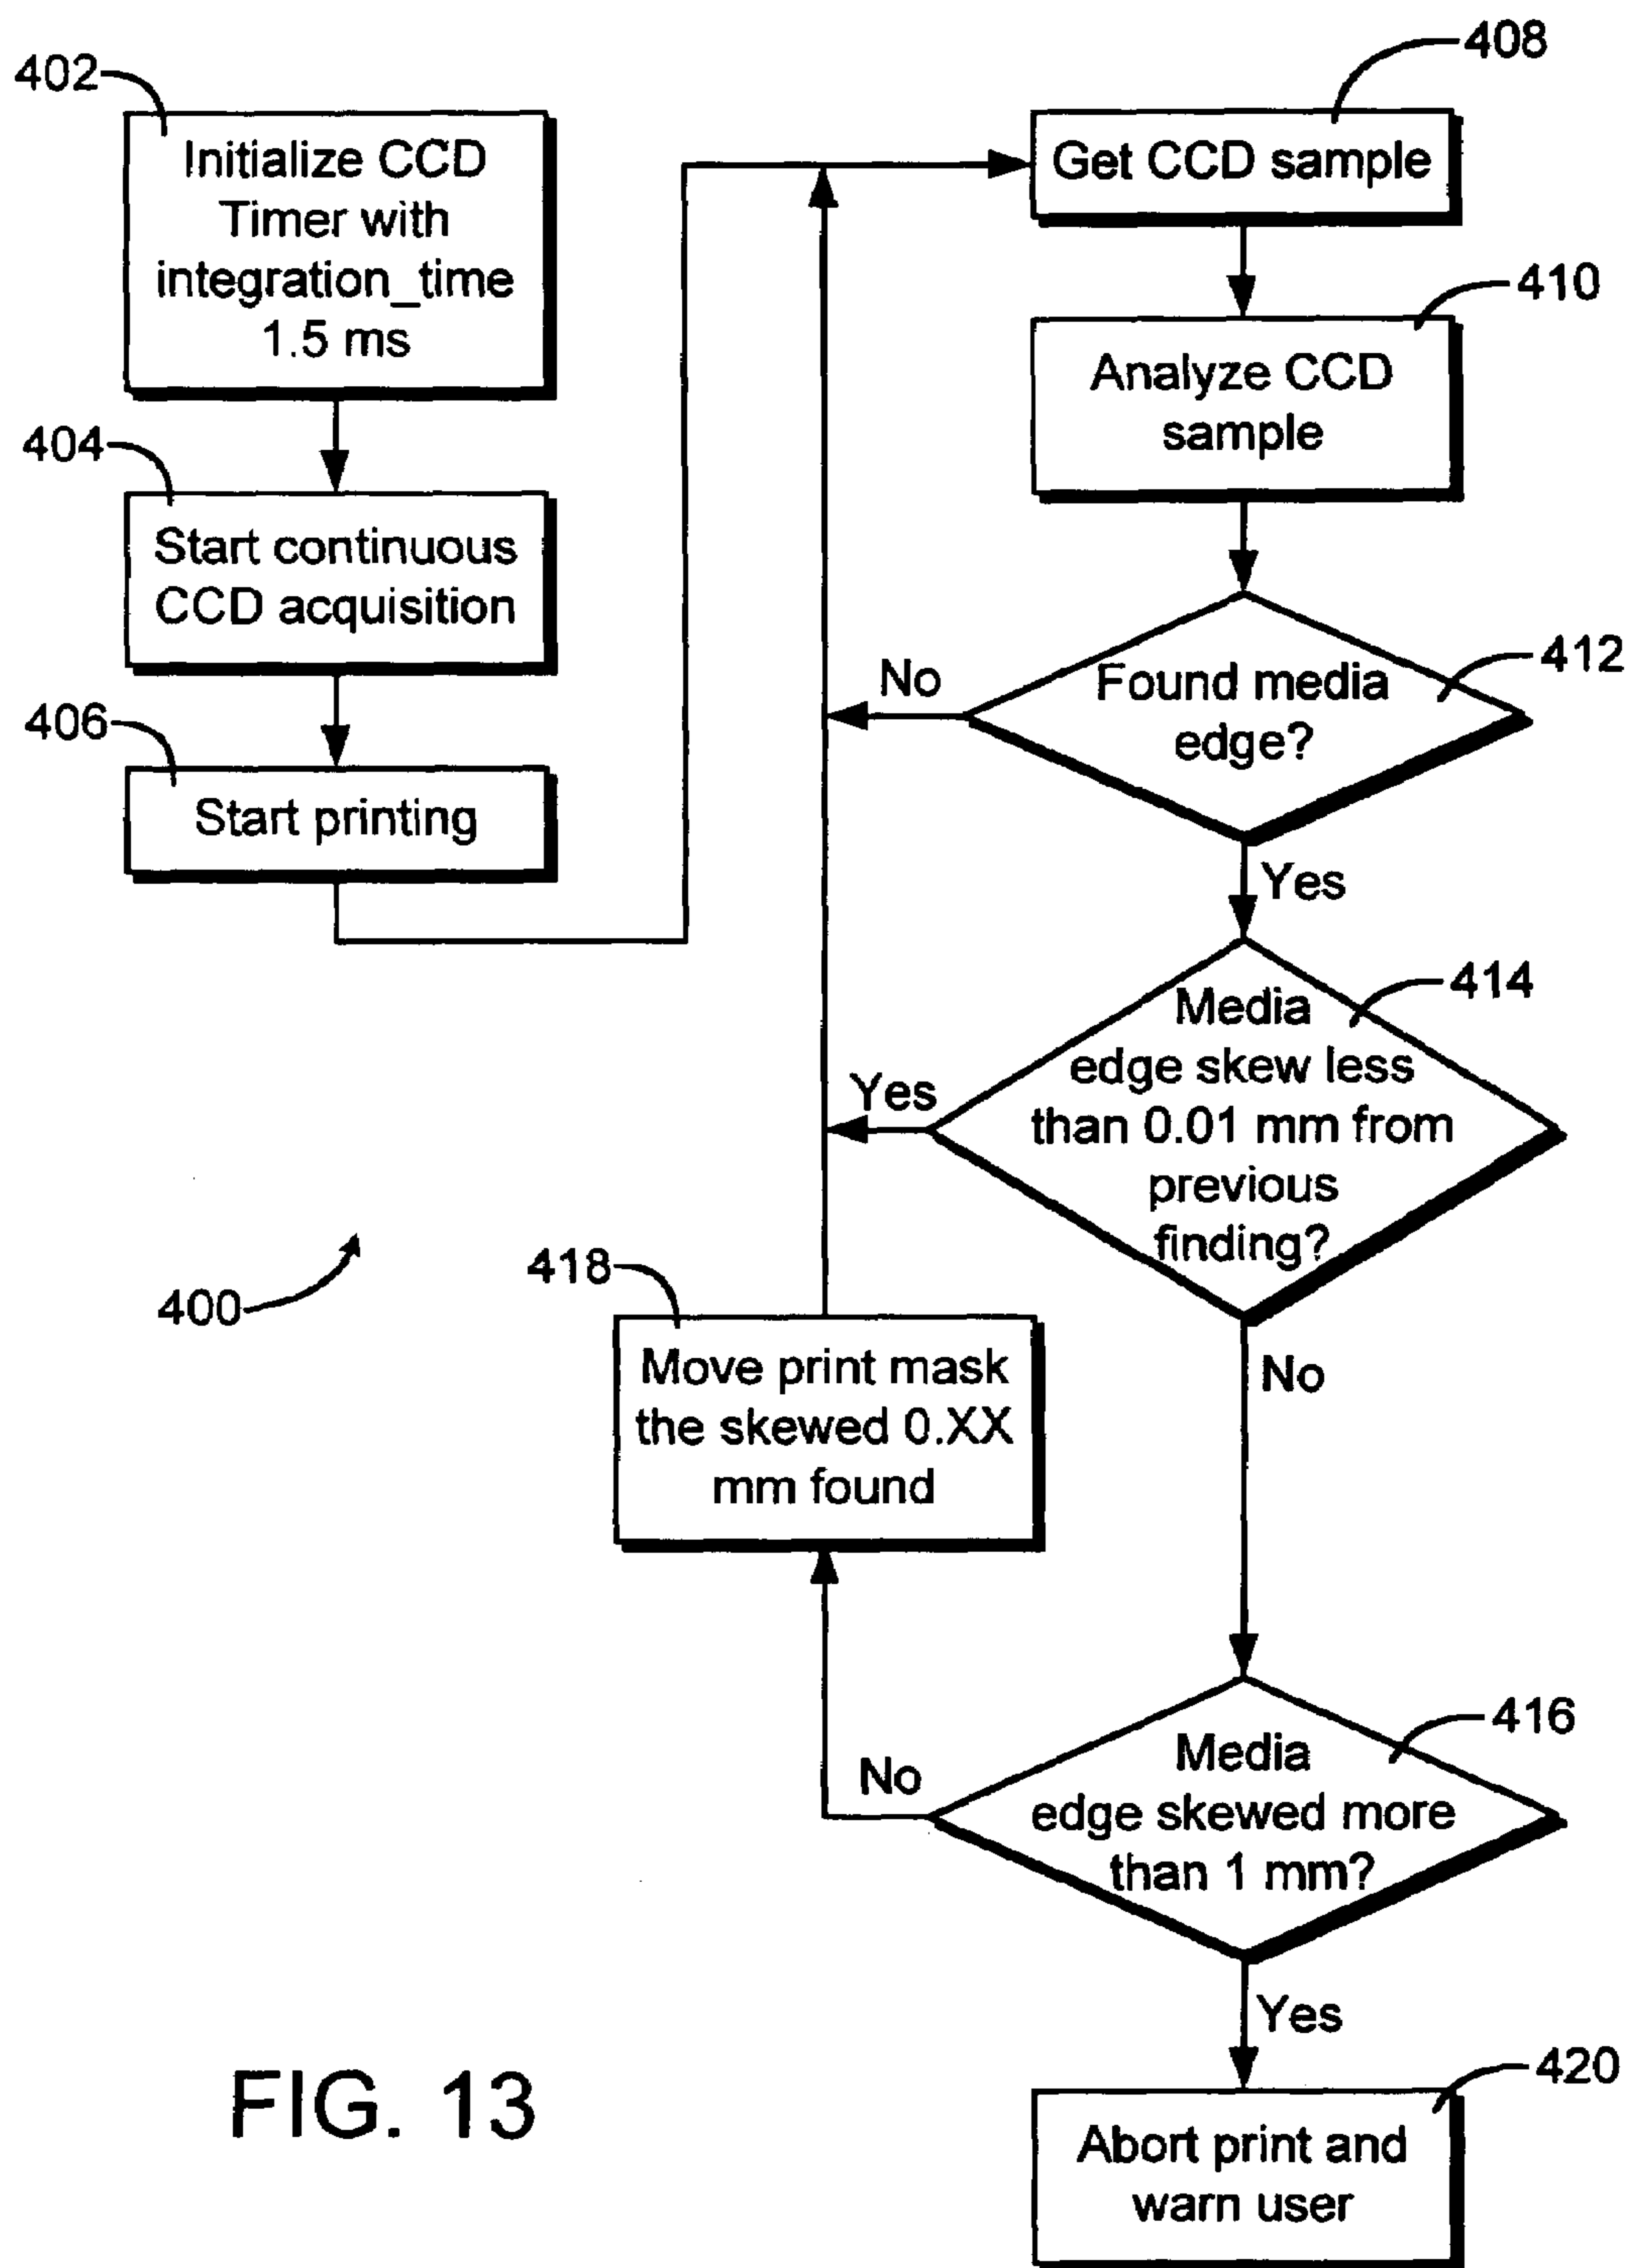 402
Initialize CCD
Timer with
integration_time
1.5 ms
404
Start continuous
CCD acquisition
406
Start printing
408
Get CCD sample
410
Analyze CCD
sample
412
Found media
edge?
No
Yes
414
Media
edge skew less
than 0.01 mm from
previous
finding?
Yes
No
416
Media
edge skewed more
than 1 mm?
No
Yes
418
Move print mask
the skewed 0.XX
mm found
420
Abort print and
warn user
400
FIG. 13